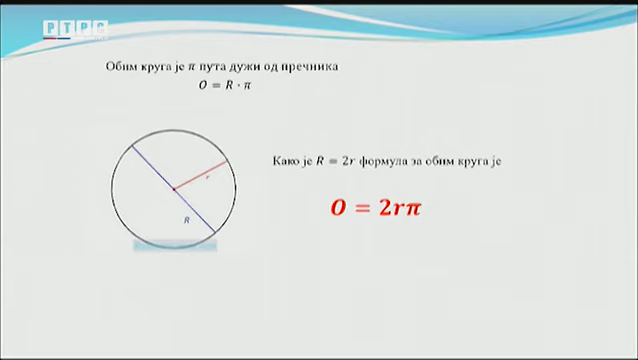 РТРС
Обим круга је π пута дужи од пречника
O = R · π
Како је R = 2r формула за обим круга је
r
O = 2rπ
R